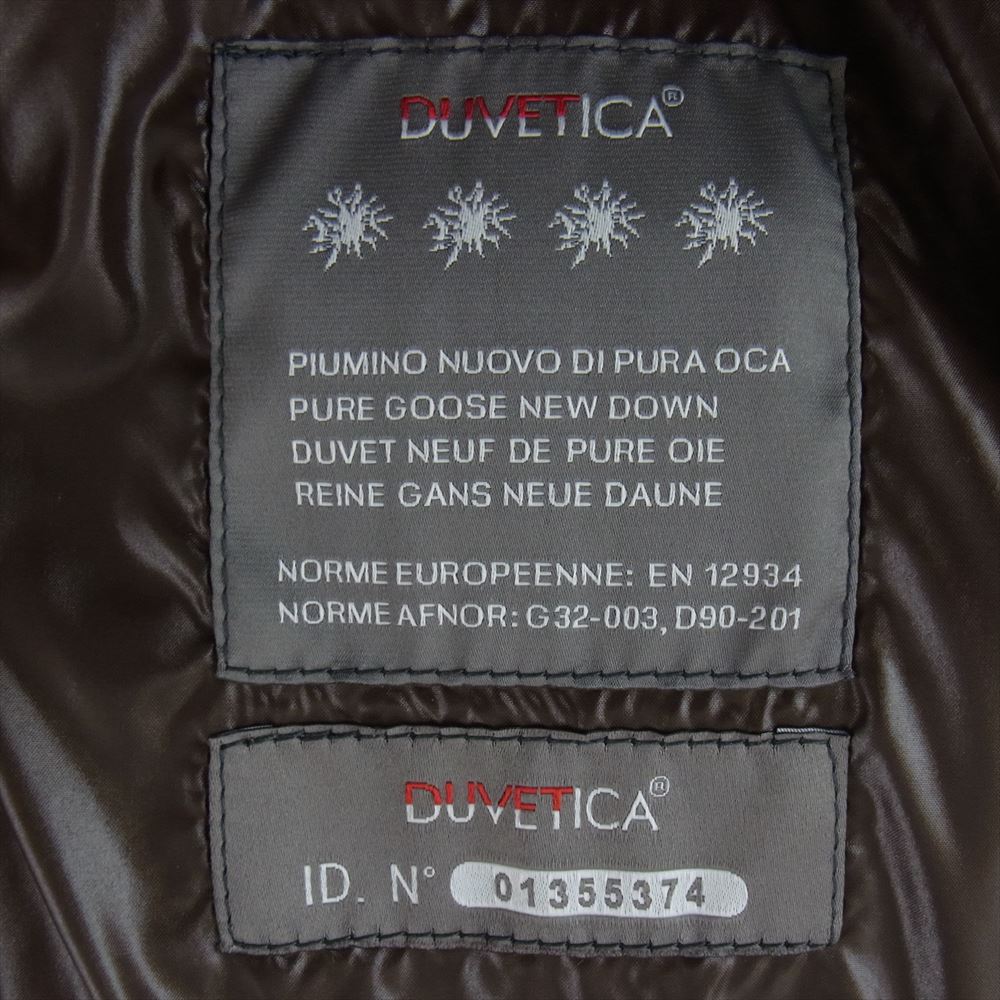 DUVETICA®
PIUMINO NUOVO DI PURA OCA
PURE GOOSE NEW DOWN
DUVET NEUF DE PURE OIE
REINE GANS NEUE DAUNE
NORME EUROPEENNE: EN 12934
NORME AFNOR: G32-003, D90-201
DUVETICA®
ID. N° 01355374